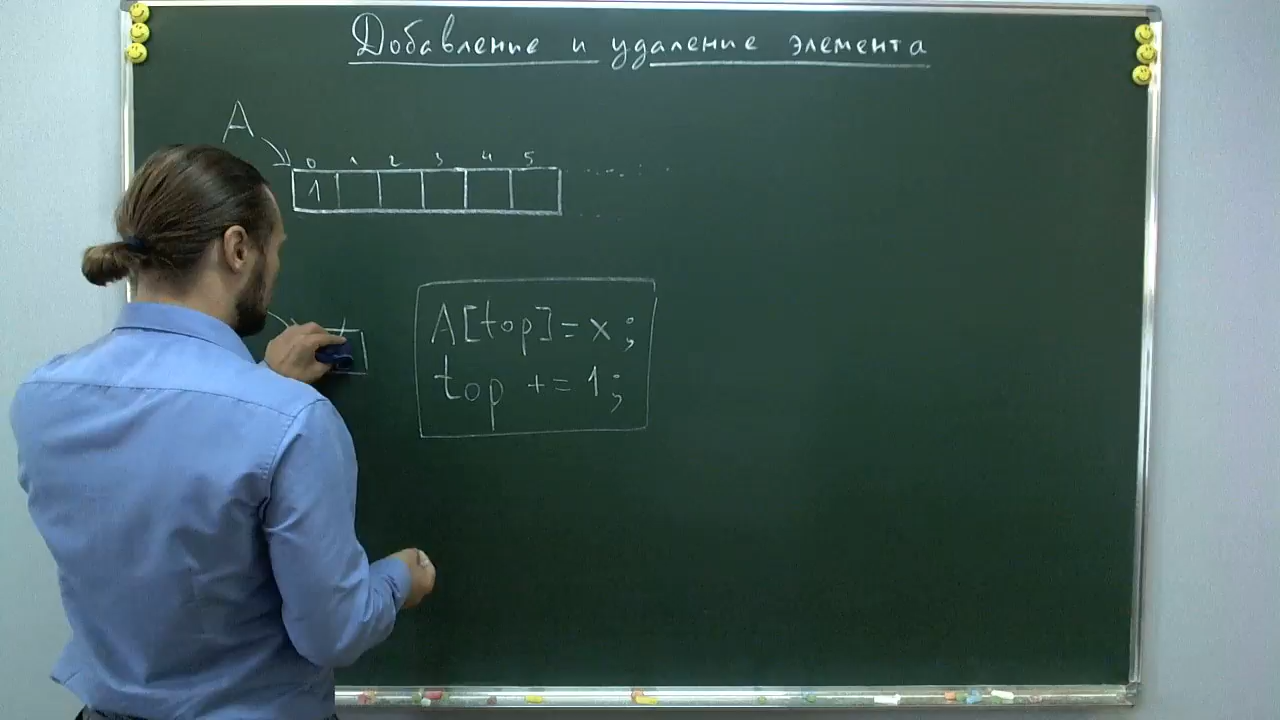 Добавление и удаление элемента
A
0 1 2 3 4 5
1
A[top]=x;
top +=1;